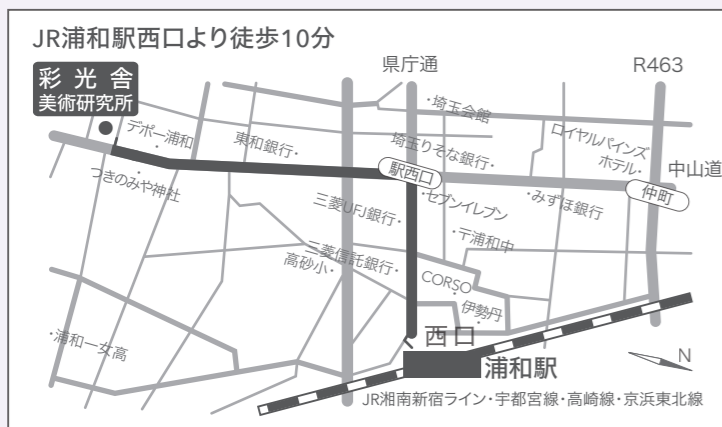 JR浦和駅西口より徒歩10分
彩光舎
美術研究所
県庁通
R463
・埼玉会館
デポー浦和・
東和銀行・
埼玉りそな銀行・
ロイヤルパインズ
ホテル・
中山道
駅西口
仲町
つきのみや神社
三菱UFJ銀行・
・セブンイレブン
・みずほ銀行
・〒浦和中
三菱信託銀行・
高砂小・
CORSO
・伊勢丹
・浦和一女高
西口
浦和駅
N
JR湘南新宿ライン・宇都宮線・高崎線・京浜東北線